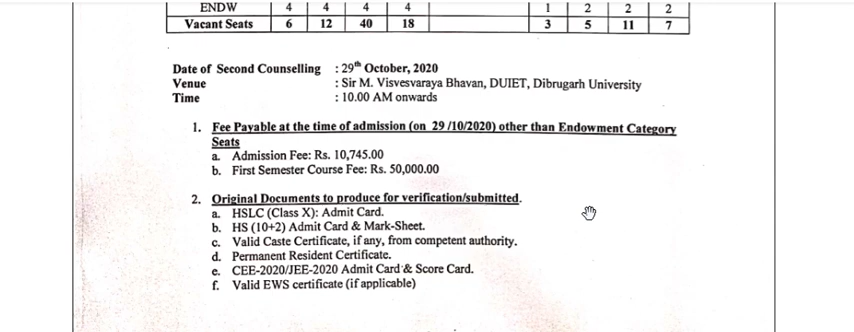 ENDW 4 4 4 4 1 2 2 2
Vacant Seats 6 12 40 18 3 5 11 7
Date of Second Counselling : 29th October, 2020
Venue : Sir M. Visvesvaraya Bhavan, DUIET, Dibrugarh University
Time : 10.00 AM onwards
1. Fee Payable at the time of admission (on 29 /10/2020) other than Endowment Category
Seats
a. Admission Fee: Rs. 10,745.00
b. First Semester Course Fee: Rs. 50,000.00
2. Original Documents to produce for verification/submitted.
a. HSLC (Class X): Admit Card.
b. HS (10+2) Admit Card & Mark-Sheet.
c. Valid Caste Certificate, if any, from competent authority.
d. Permanent Resident Certificate.
e. CEE-2020/JEE-2020 Admit Card & Score Card.
f. Valid EWS certificate (if applicable)